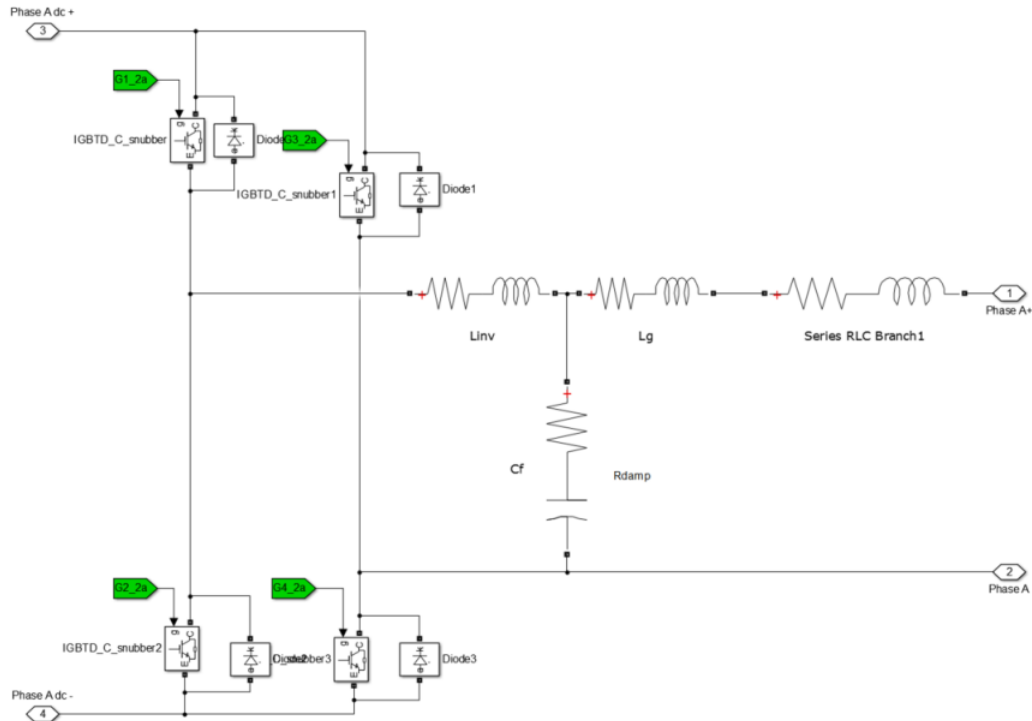 Phase A dc +
3
G1_2a
IGBTD_C_snubber
g
C
E
k
a
Diode
G3_2a
IGBTD_C_snubber1
g
C
E
k
a
Diode1
+
+
+
1
Phase A+
Linv
Lg
Series RLC Branch1
+
Cf
Rdamp
2
Phase A
G2_2a
G4_2a
IGBTD_C_snubber2
g
C
E
k
a
g
C
E
k
a
Diode3
Phase A dc -
4